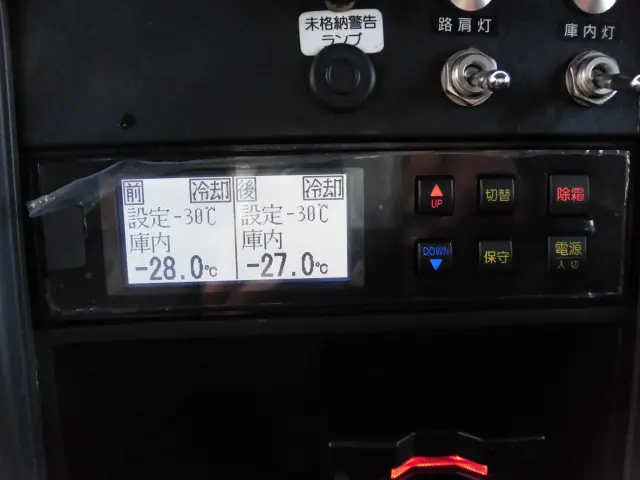 未格納警告
ランプ
路肩灯
庫内灯
前 冷却
設定-30℃
庫内
-28.0℃
後 冷却
設定-30℃
庫内
-27.0℃
UP
切替
除霜
DOWN
保守
電源
入切